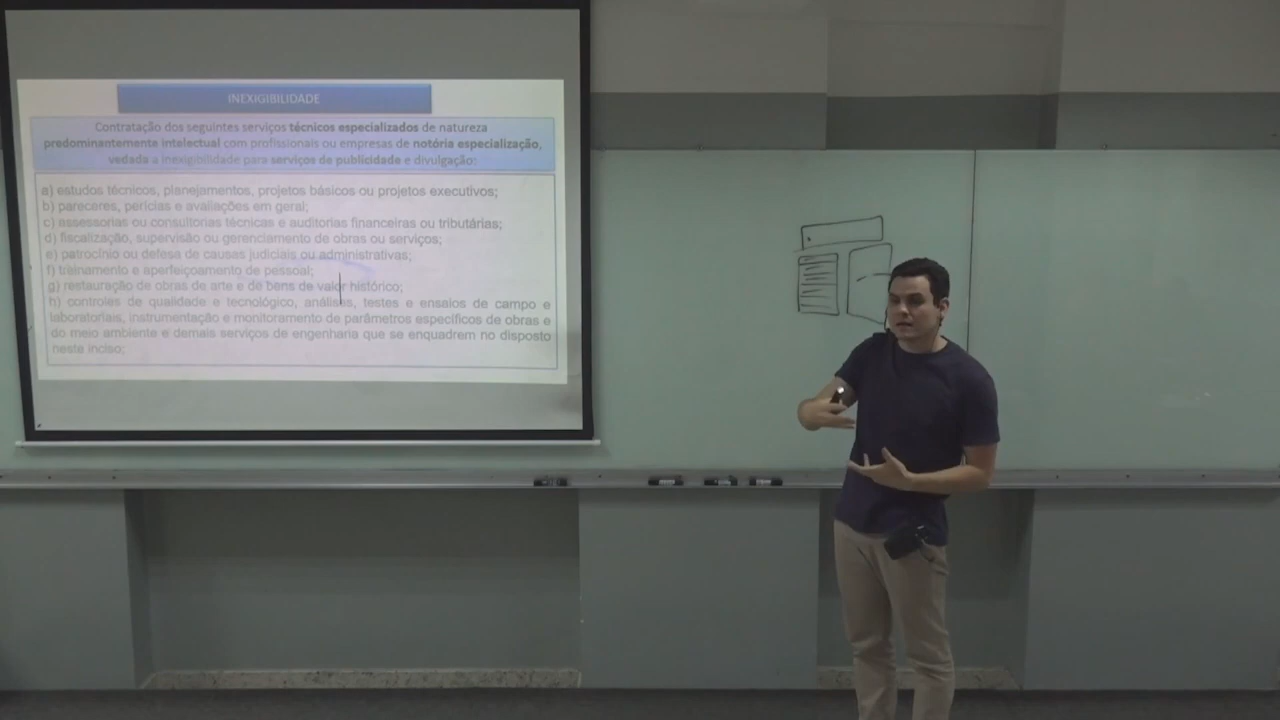 INEXIGIBILIDADE
Contratação dos seguintes serviços técnicos especializados de natureza
predominantemente intelectual com profissionais ou empresas de notória especialização,
vedada a inexigibilidade para serviços de publicidade e divulgação:
a) estudos técnicos, planejamentos, projetos básicos ou projetos executivos;
b) pareceres, perícias e avaliações em geral;
c) assessorias ou consultorias técnicas e auditorias financeiras ou tributárias;
d) fiscalização, supervisão ou gerenciamento de obras ou serviços;
e) patrocínio ou defesa de causas judiciais ou administrativas;
f) treinamento e aperfeiçoamento de pessoal;
g) restauração de obras de arte e de bens de valor histórico;
h) controles de qualidade e tecnológico, análises, testes e ensaios de campo e
laboratoriais, instrumentação e monitoramento de parâmetros específicos de obras e
do meio ambiente e demais serviços de engenharia que se enquadrem no disposto
neste inciso;